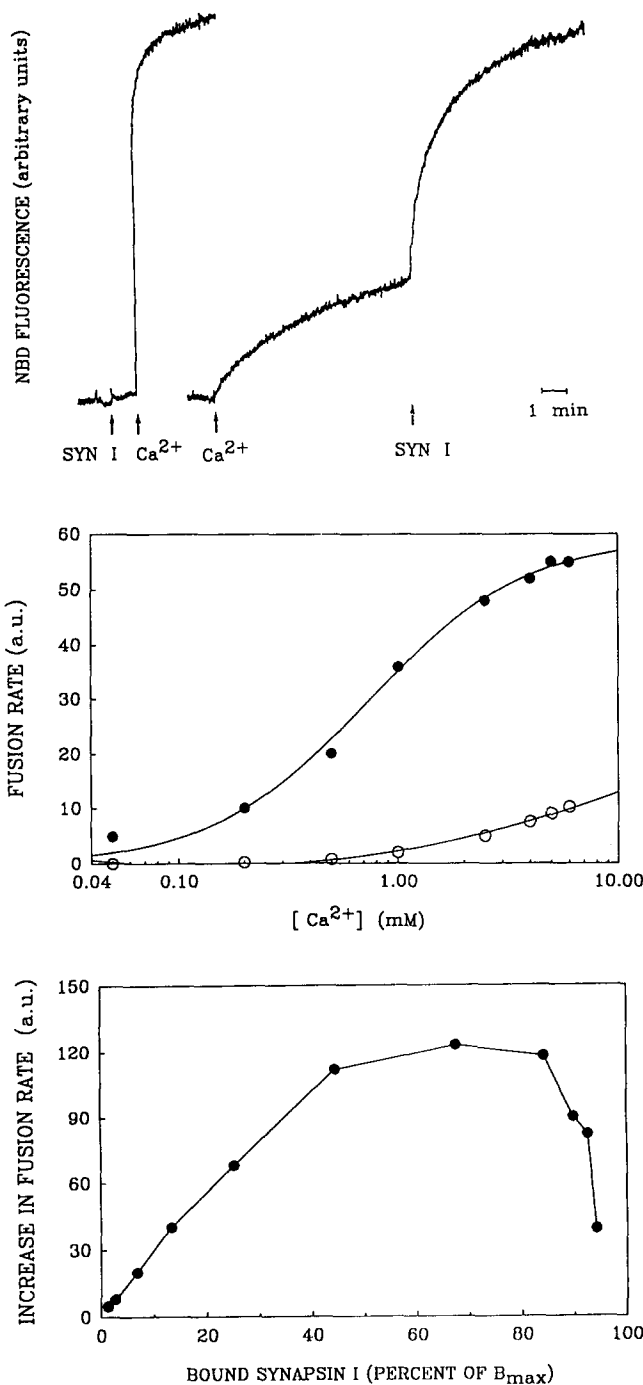 NBD FLUORESCENCE (arbitrary units)
SYN I Ca²⁺ Ca²⁺ SYN I
1 min
FUSION RATE (a.u.)
60
50
40
30
20
10
0
0.04 0.10 1.00 10.00
[ Ca²⁺] (mM)
INCREASE IN FUSION RATE (a.u.)
150
120
90
60
30
0
0 20 40 60 80 100
BOUND SYNAPSIN I (PERCENT OF Bmax)